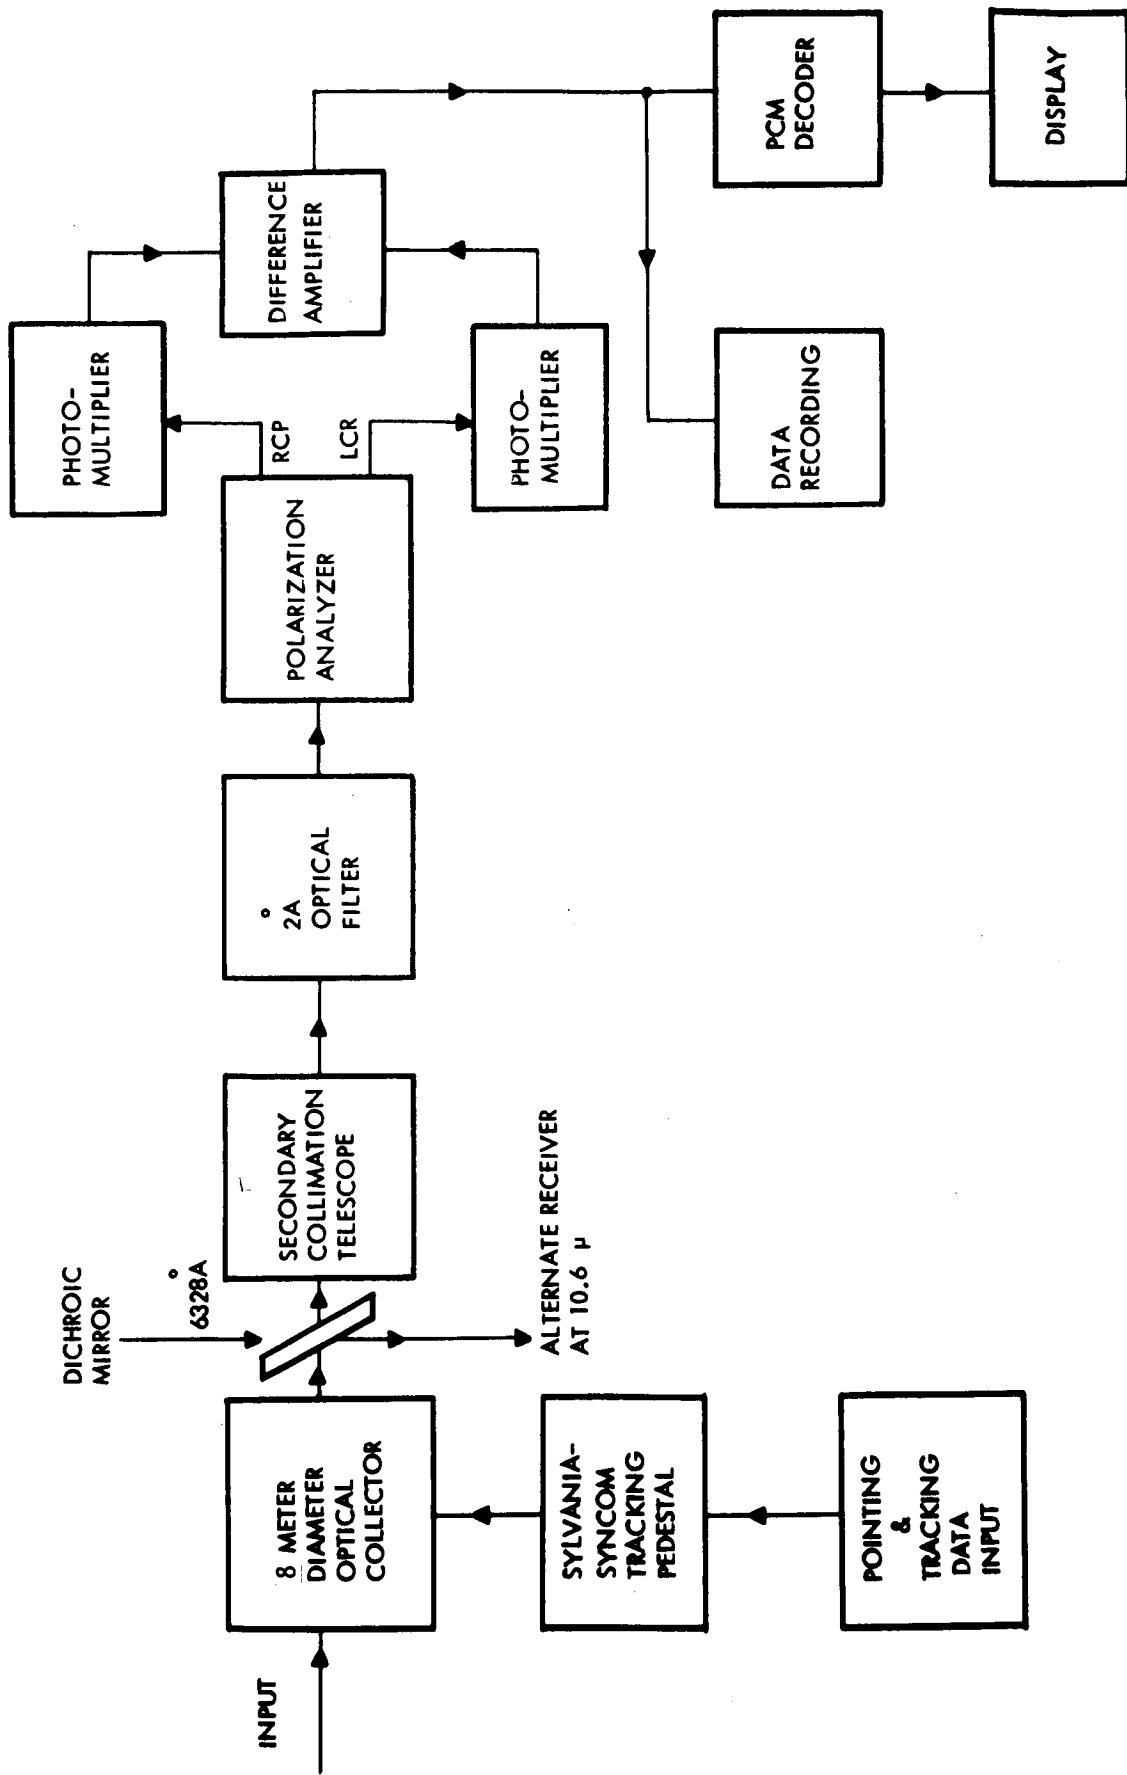 INPUT
8 METER
DIAMETER
OPTICAL
COLLECTOR
SYLVANIA-
SYNCOM
TRACKING
PEDESTAL
POINTING
&
TRACKING
DATA
INPUT
DICHROIC
MIRROR
6328Å
ALTERNATE RECEIVER
AT 10.6 μ
SECONDARY
COLLIMATION
TELESCOPE
2Å
OPTICAL
FILTER
POLARIZATION
ANALYZER
RCP
LCR
PHOTO-
MULTIPLIER
PHOTO-
MULTIPLIER
DIFFERENCE
AMPLIFIER
DATA
RECORDING
PCM
DECODER
DISPLAY